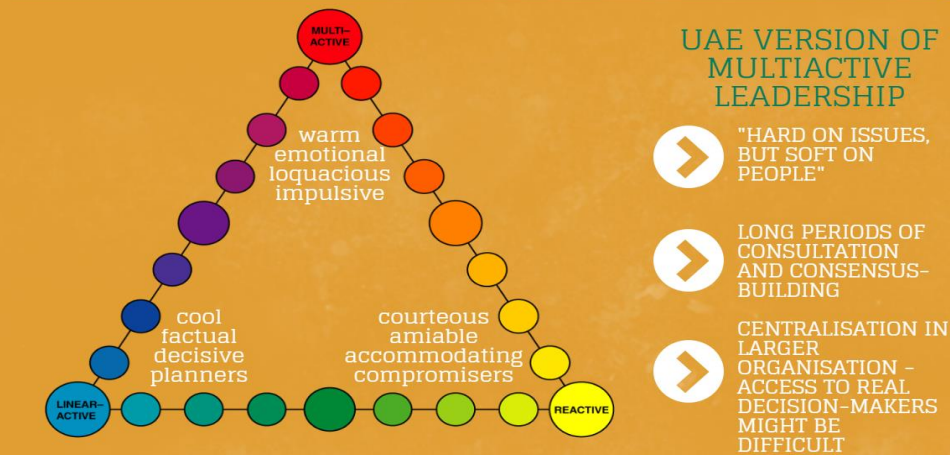 MULTI-
ACTIVE
warm
emotional
loquacious
impulsive
cool
factual
decisive
planners
courteous
amiable
accommodating
compromisers
LINEAR-
ACTIVE
REACTIVE
UAE VERSION OF
MULTIACTIVE
LEADERSHIP
"HARD ON ISSUES,
BUT SOFT ON
PEOPLE"
LONG PERIODS OF
CONSULTATION
AND CONSENSUS-
BUILDING
CENTRALISATION IN
LARGER
ORGANISATION -
ACCESS TO REAL
DECISION-MAKERS
MIGHT BE
DIFFICULT